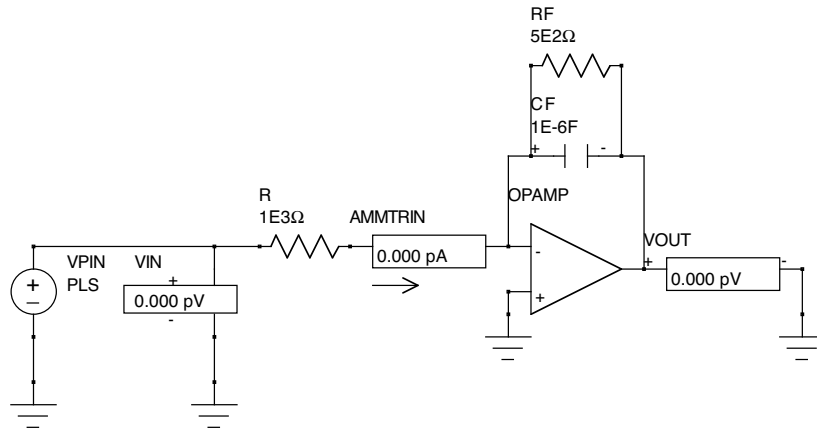 RF
5E2Ω
CF
1E-6F
+ -
R
1E3Ω
AMMTRIN
0.000 pA
OPAMP
-
+
VOUT
+ -
0.000 pV
VPIN
PLS
+
–
VIN
+
0.000 pV
-